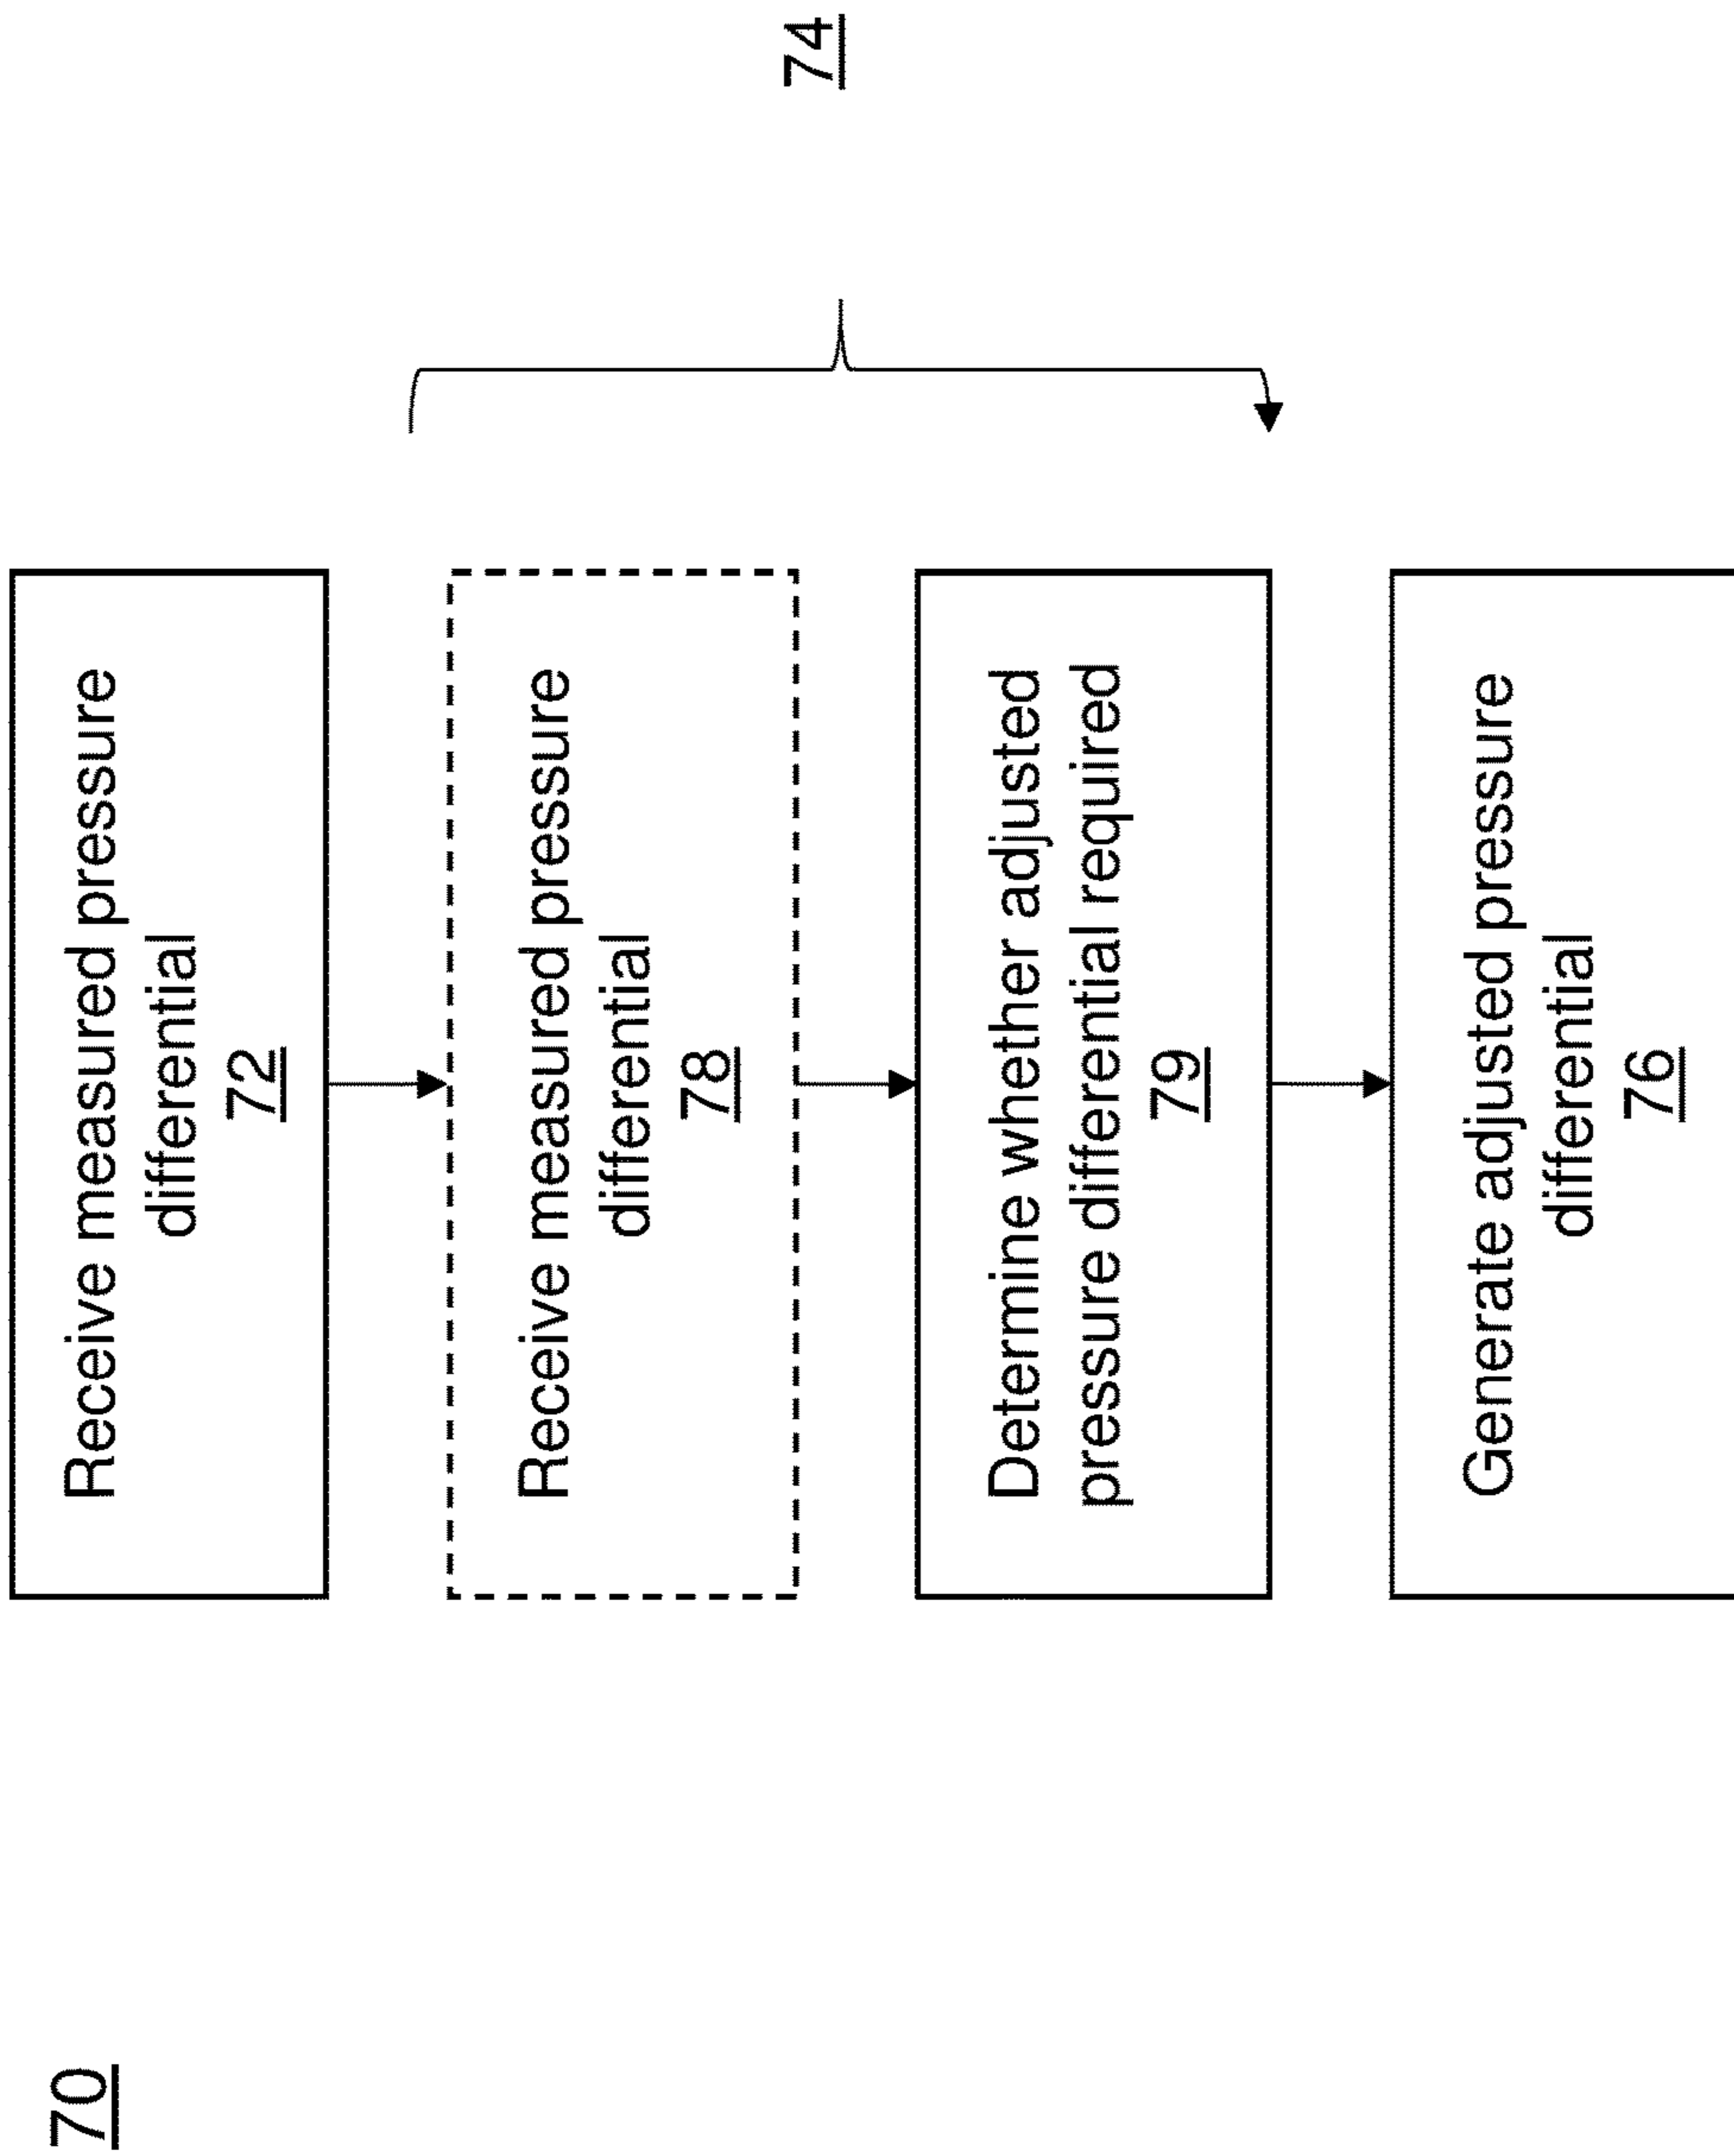 70
Receive measured pressure
differential
72
Receive measured pressure
differential
78
Determine whether adjusted
pressure differential required
79
Generate adjusted pressure
differential
76
74